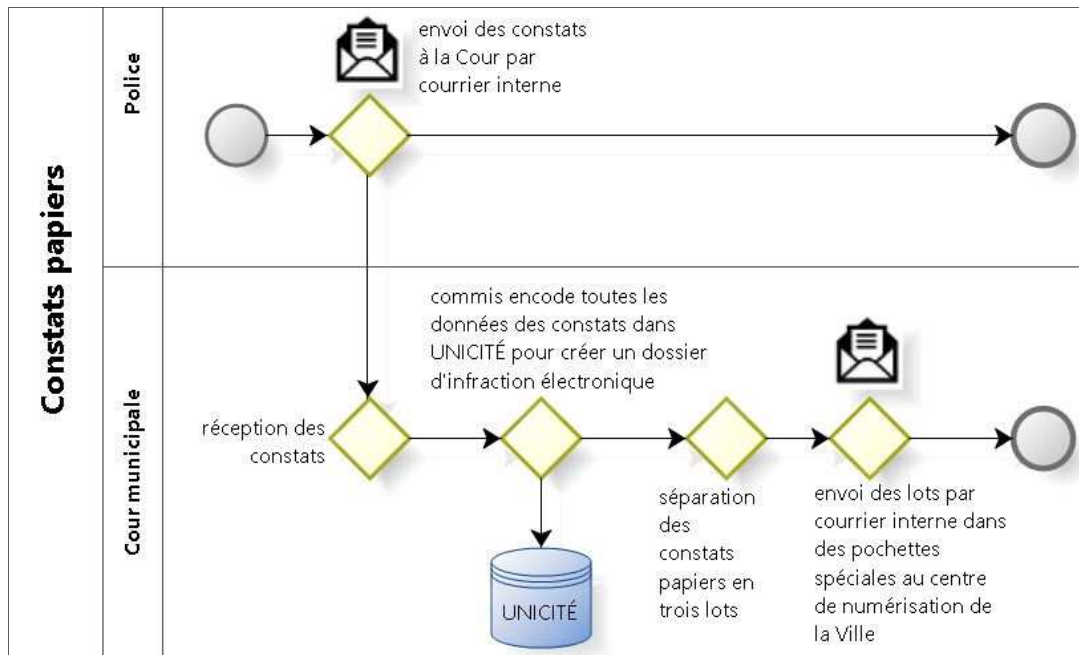 Constats papiers
Police
envoi des constats
à la Cour par
courrier interne
Cour municipale
réception des
constats
commis encode toutes les
données des constats dans
UNICITÉ pour créer un dossier
d'infraction électronique
UNICITÉ
séparation
des
constats
papiers en
trois lots
envoi des lots par
courrier interne dans
des pochettes
spéciales au centre
de numérisation de
la Ville